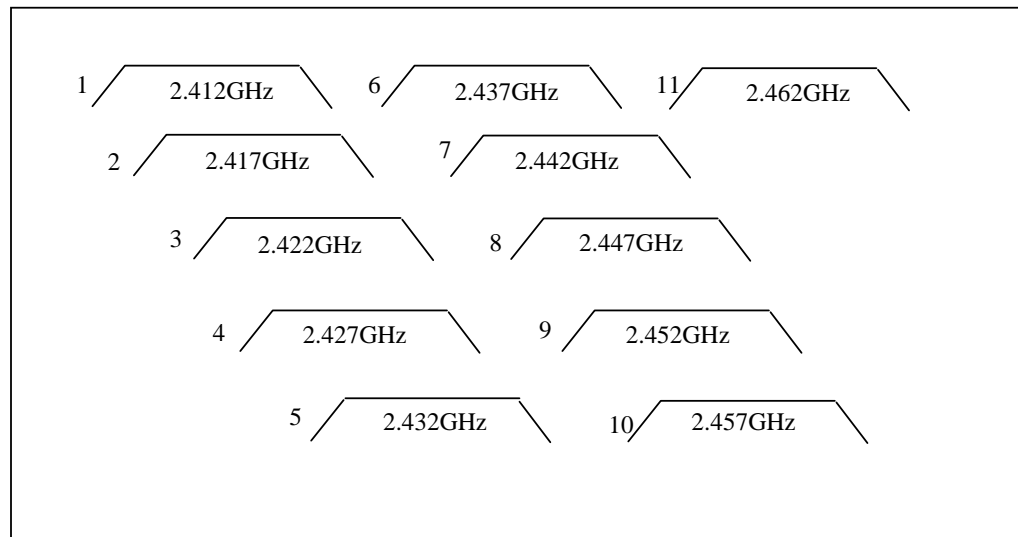 1 2.412GHz 6 2.437GHz 11 2.462GHz
2 2.417GHz 7 2.442GHz
3 2.422GHz 8 2.447GHz
4 2.427GHz 9 2.452GHz
5 2.432GHz 10 2.457GHz